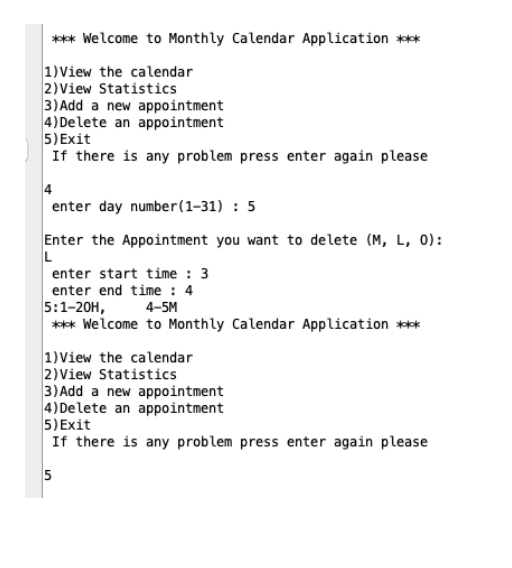 *** Welcome to Monthly Calendar Application ***
1)View the calendar
2)View Statistics
3)Add a new appointment
4)Delete an appointment
5)Exit
If there is any problem press enter again please
4
enter day number(1-31) : 5
Enter the Appointment you want to delete (M, L, O):
L
enter start time : 3
enter end time : 4
5:1-2OH,     4-5M
*** Welcome to Monthly Calendar Application ***
1)View the calendar
2)View Statistics
3)Add a new appointment
4)Delete an appointment
5)Exit
If there is any problem press enter again please
5